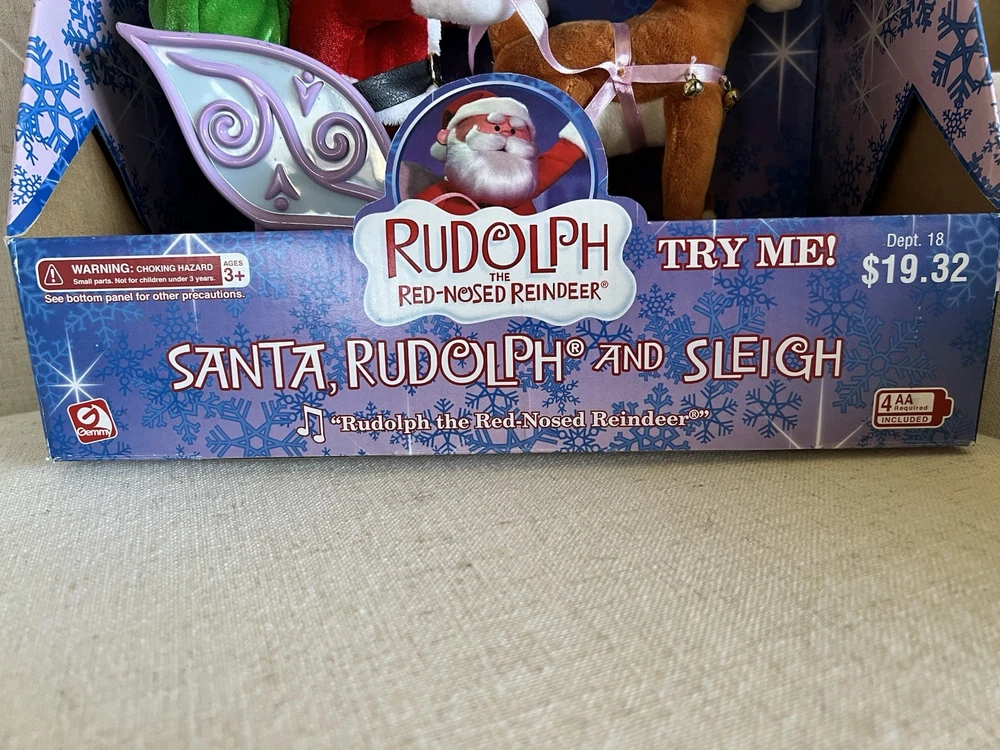 RUDOLPH
THE
RED-NOSED REINDEER®
TRY ME!
Dept. 18
$19.32
WARNING: CHOKING HAZARD
Small parts. Not for children under 3 years.
AGES
3+
See bottom panel for other precautions.
SANTA, RUDOLPH® AND SLEIGH
"Rudolph the Red-Nosed Reindeer®"
Gemmy
4 AA
Required
INCLUDED